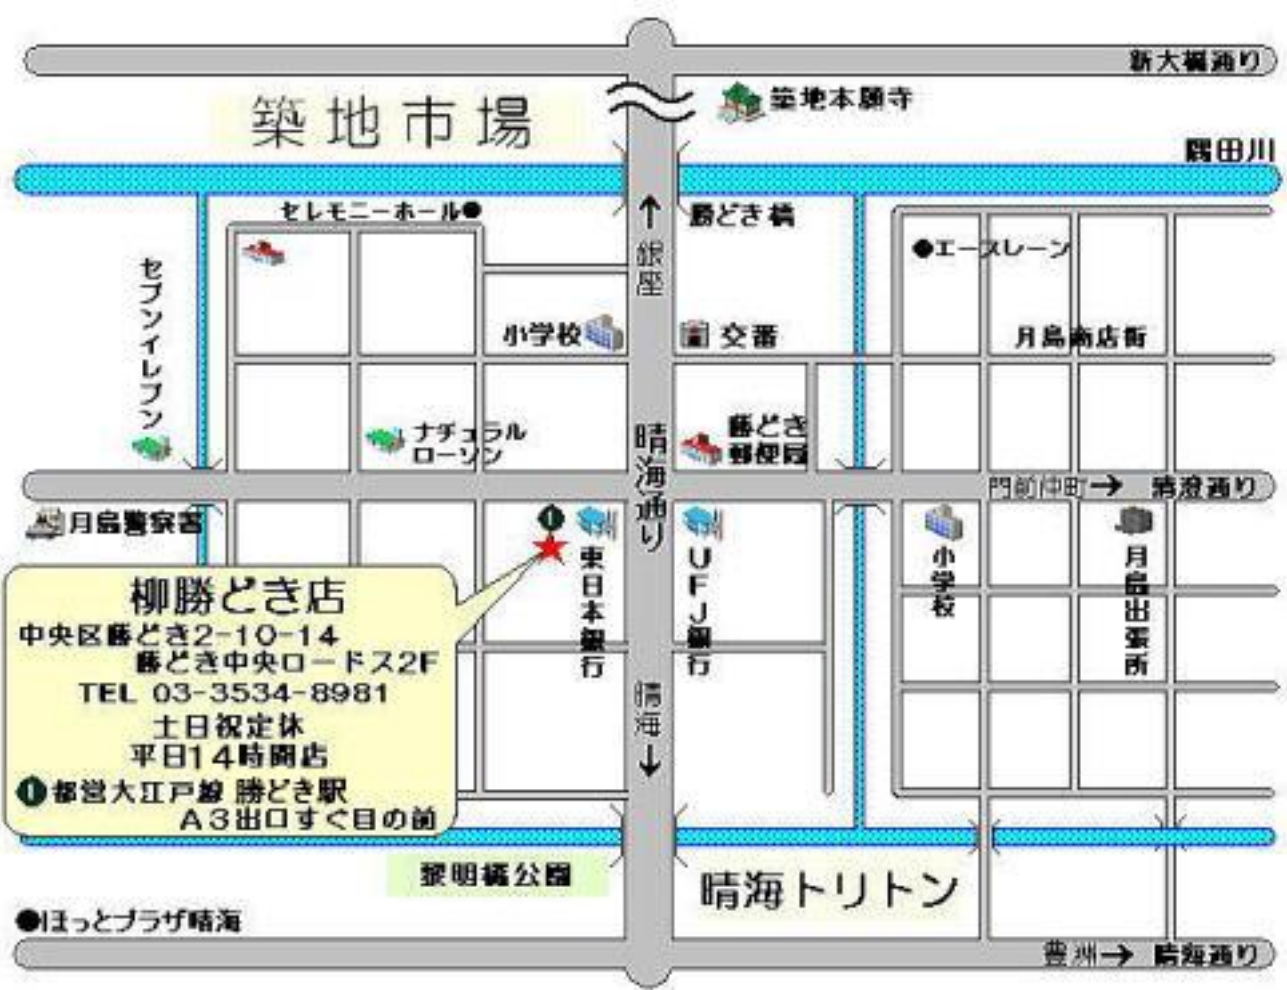 新大橋通り
築地市場
築地本願寺
隅田川
セレモニーホール●
勝どき橋
↑銀座
●エースレーン
セブンイレブン
小学校
交番
月島商店街
ナチュラル
ローソン
晴海通り
勝どき
郵便局
門前仲町→ 清澄通り
月島警察署
東日本銀行
UFJ銀行
小学校
月島出張所
柳勝どき店
中央区勝どき2-10-14
勝どき中央ロードス2F
TEL 03-3534-8981
土日祝定休
平日14時開店
都営大江戸線 勝どき駅
A3出口すぐ目の前
晴海↓
黎明橋公園
晴海トリトン
●ほっとプラザ晴海
豊洲→ 晴海通り